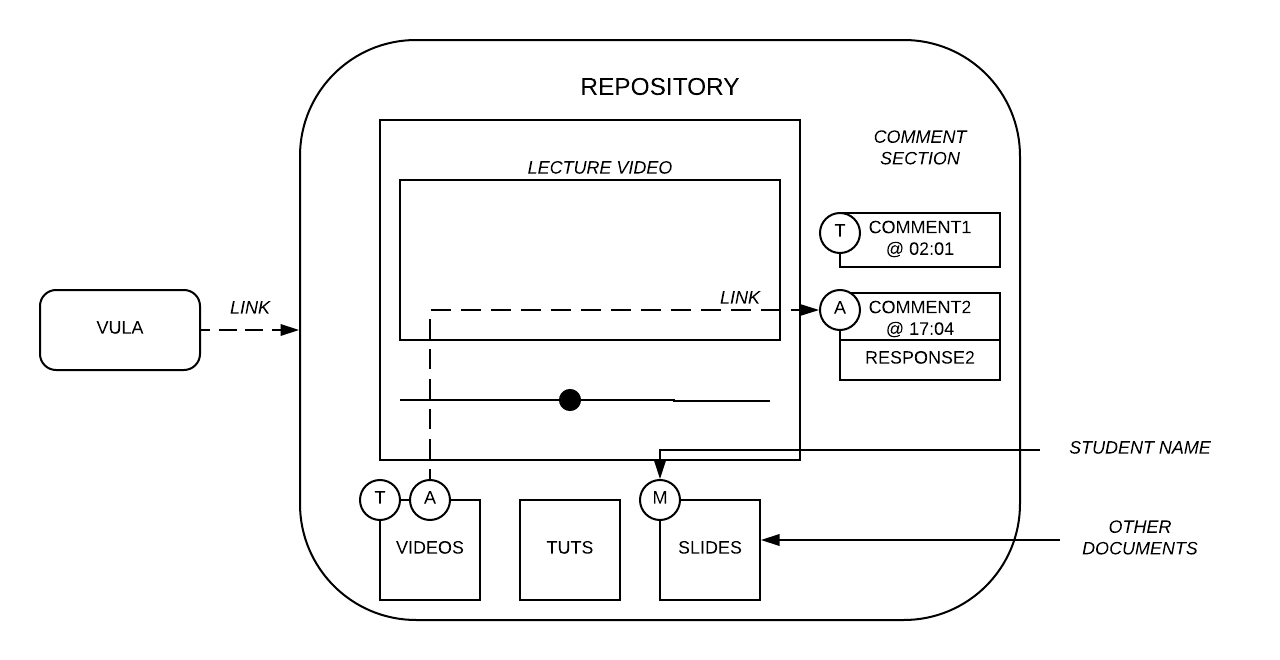 REPOSITORY
COMMENT
SECTION
LECTURE VIDEO
T
COMMENT1
@ 02:01
LINK
VULA
LINK
A
COMMENT2
@ 17:04
RESPONSE2
STUDENT NAME
T
A
M
VIDEOS
TUTS
SLIDES
OTHER
DOCUMENTS